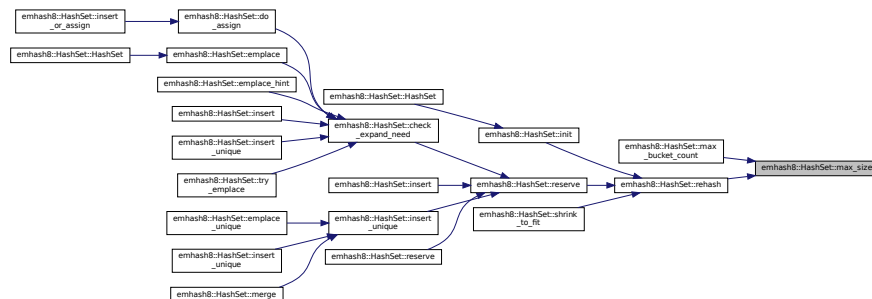 emhash8::HashSet::insert
_or_assign
emhash8::HashSet::do
_assign
emhash8::HashSet::HashSet
emhash8::HashSet::emplace
emhash8::HashSet::emplace_hint
emhash8::HashSet::insert
emhash8::HashSet::insert
_unique
emhash8::HashSet::try
_emplace
emhash8::HashSet::emplace
_unique
emhash8::HashSet::insert
_unique
emhash8::HashSet::merge
emhash8::HashSet::HashSet
emhash8::HashSet::check
_expand_need
emhash8::HashSet::insert
emhash8::HashSet::insert
_unique
emhash8::HashSet::reserve
emhash8::HashSet::init
emhash8::HashSet::reserve
emhash8::HashSet::shrink
_to_fit
emhash8::HashSet::max
_bucket_count
emhash8::HashSet::rehash
emhash8::HashSet::max_size